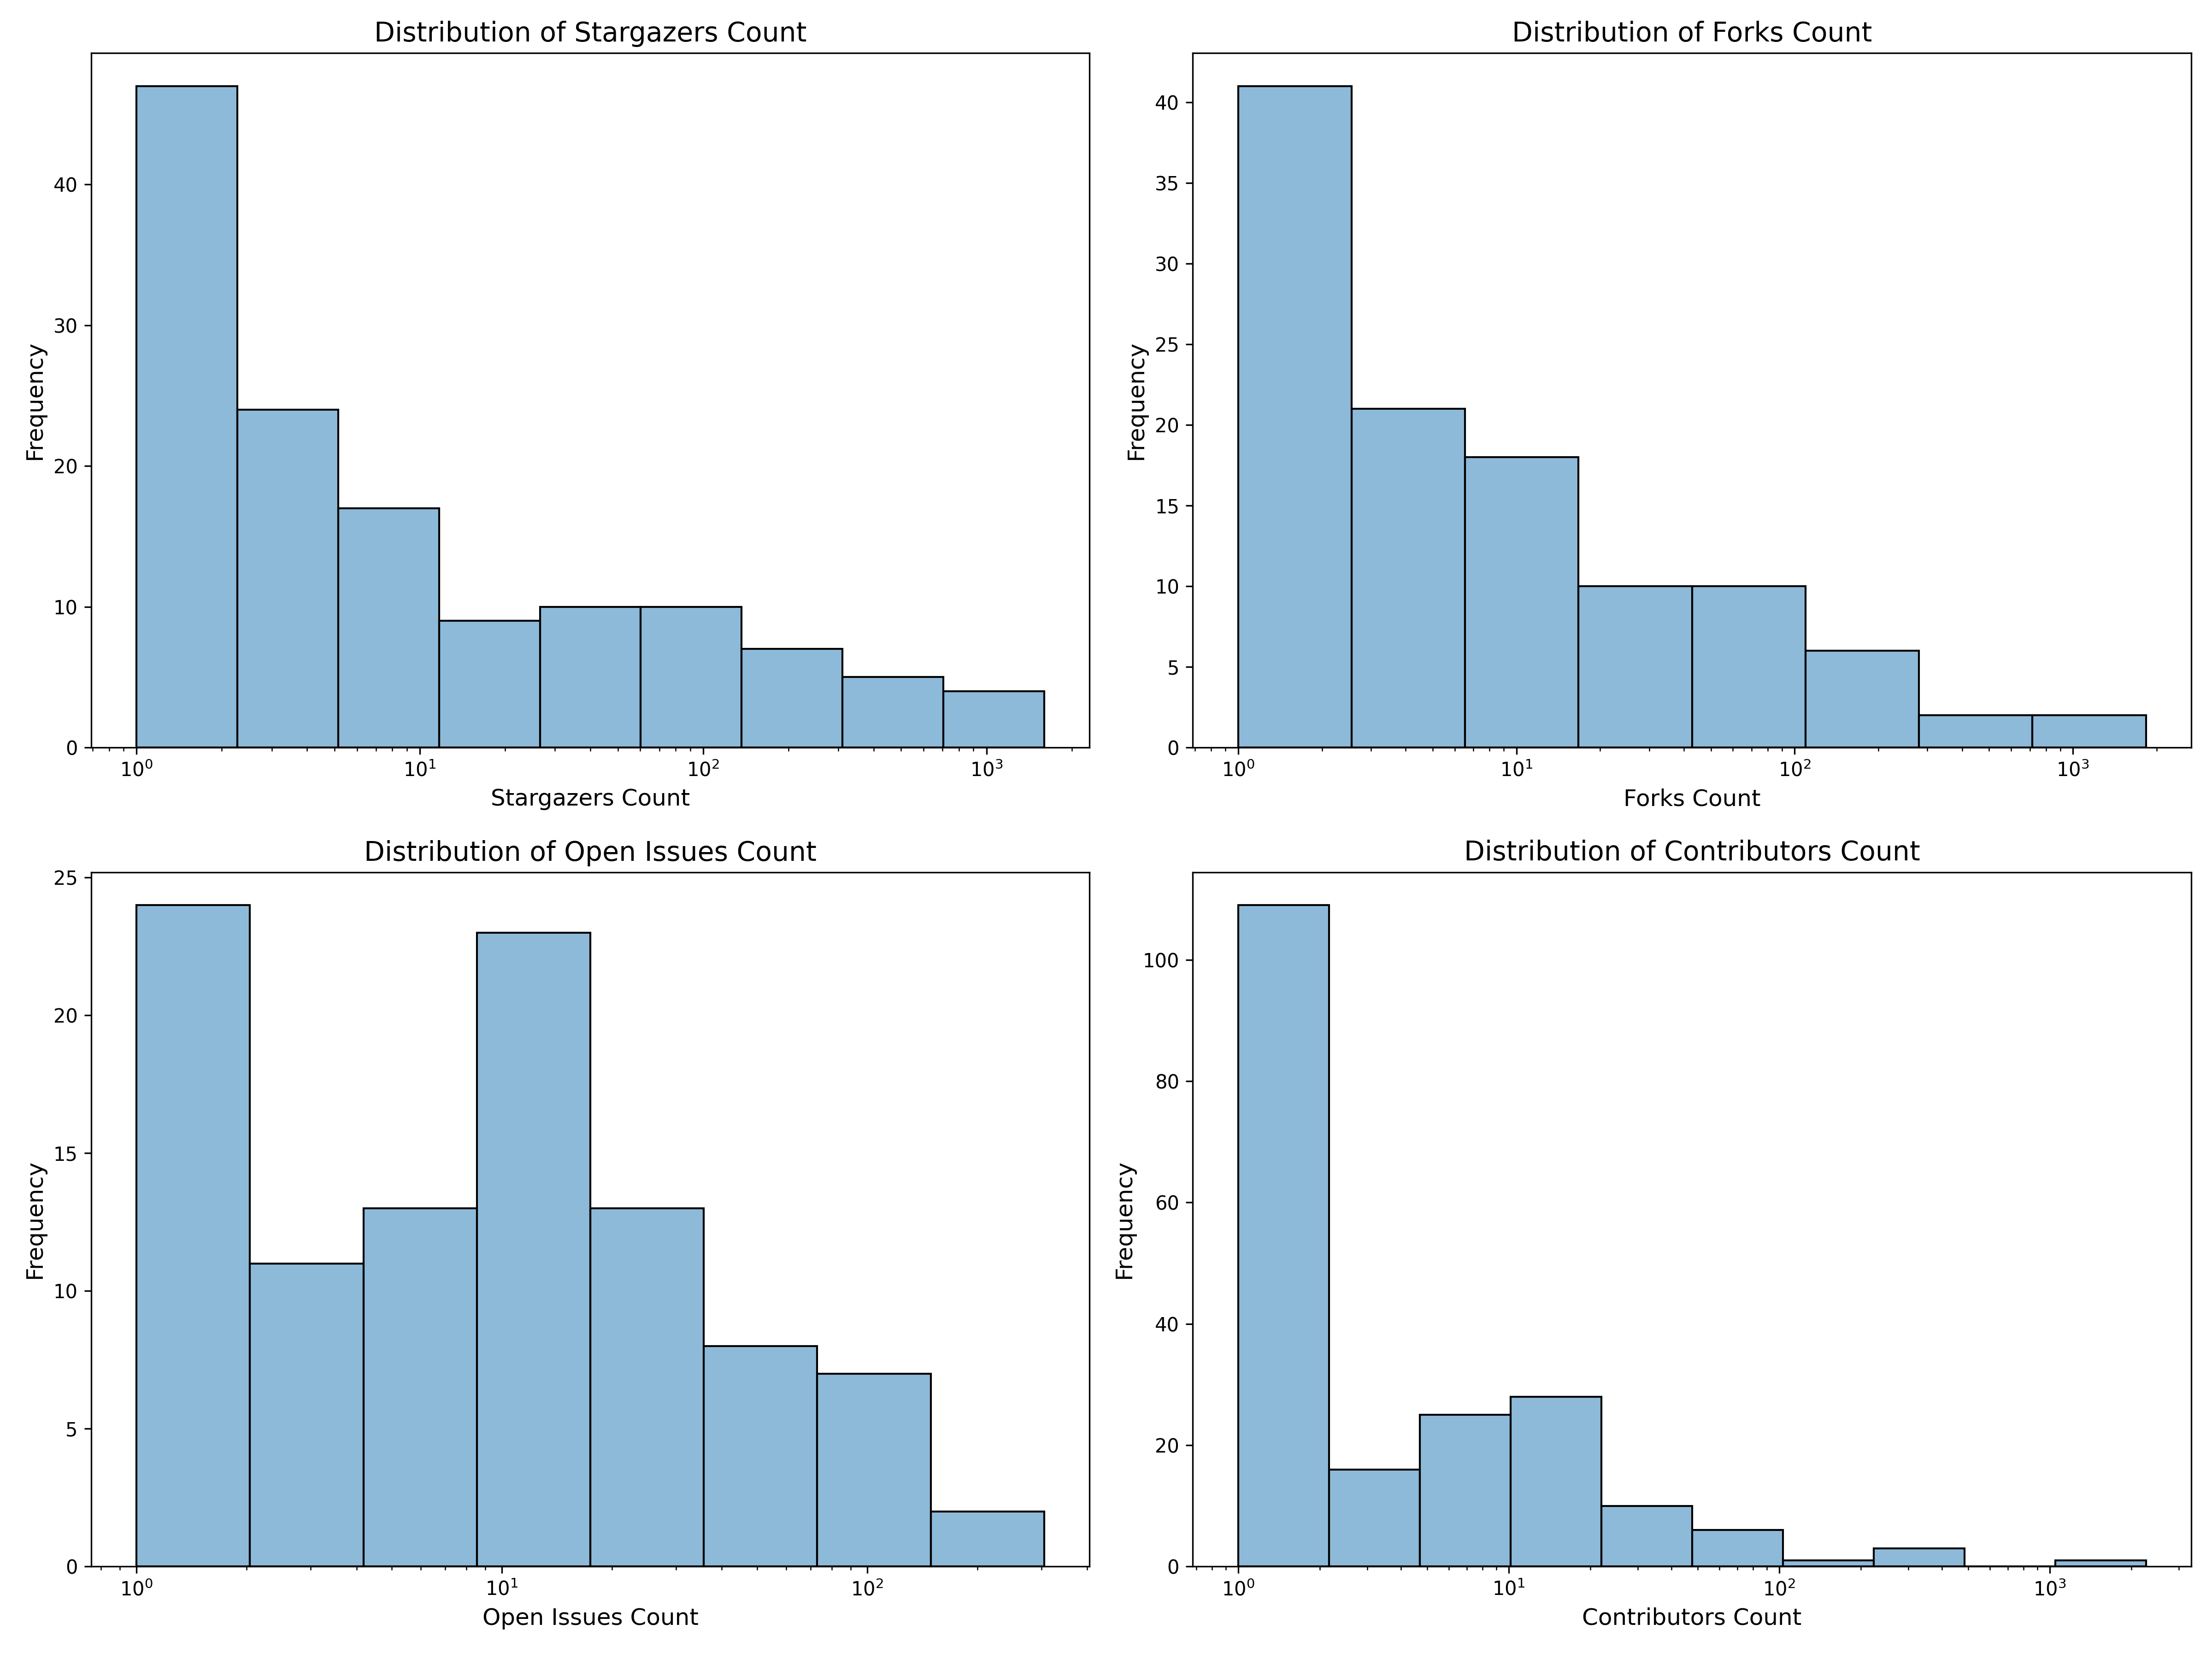 Distribution of Stargazers Count
Frequency
40
30
20
10
0
10⁰ 10¹ 10² 10³
Stargazers Count
Distribution of Forks Count
Frequency
40
35
30
25
20
15
10
5
0
10⁰ 10¹ 10² 10³
Forks Count
Distribution of Open Issues Count
Frequency
25
20
15
10
5
0
10⁰ 10¹ 10²
Open Issues Count
Distribution of Contributors Count
Frequency
100
80
60
40
20
0
10⁰ 10¹ 10² 10³
Contributors Count